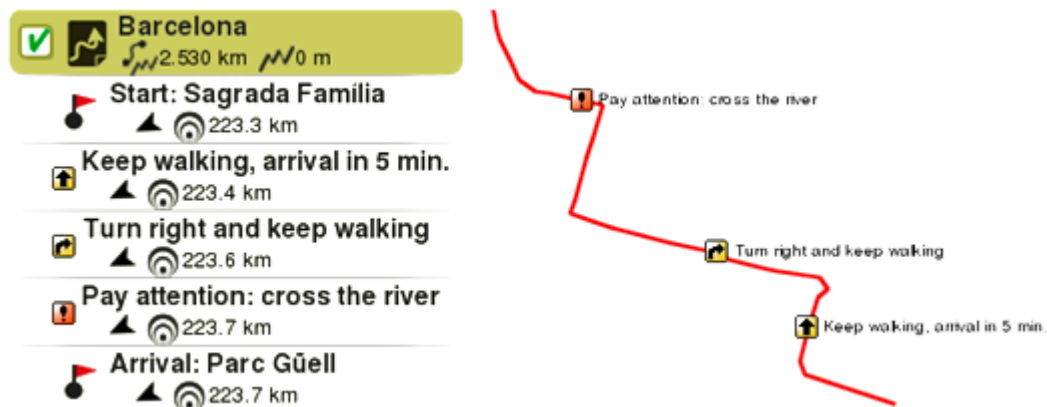 Barcelona
2.530 km 0 m
Start: Sagrada Família
223.3 km
Keep walking, arrival in 5 min.
223.4 km
Turn right and keep walking
223.6 km
Pay attention: cross the river
223.7 km
Arrival: Parc Gűell
223.7 km
Pay attention: cross the river
Turn right and keep walking
Keep walking, arrival in 5 min.